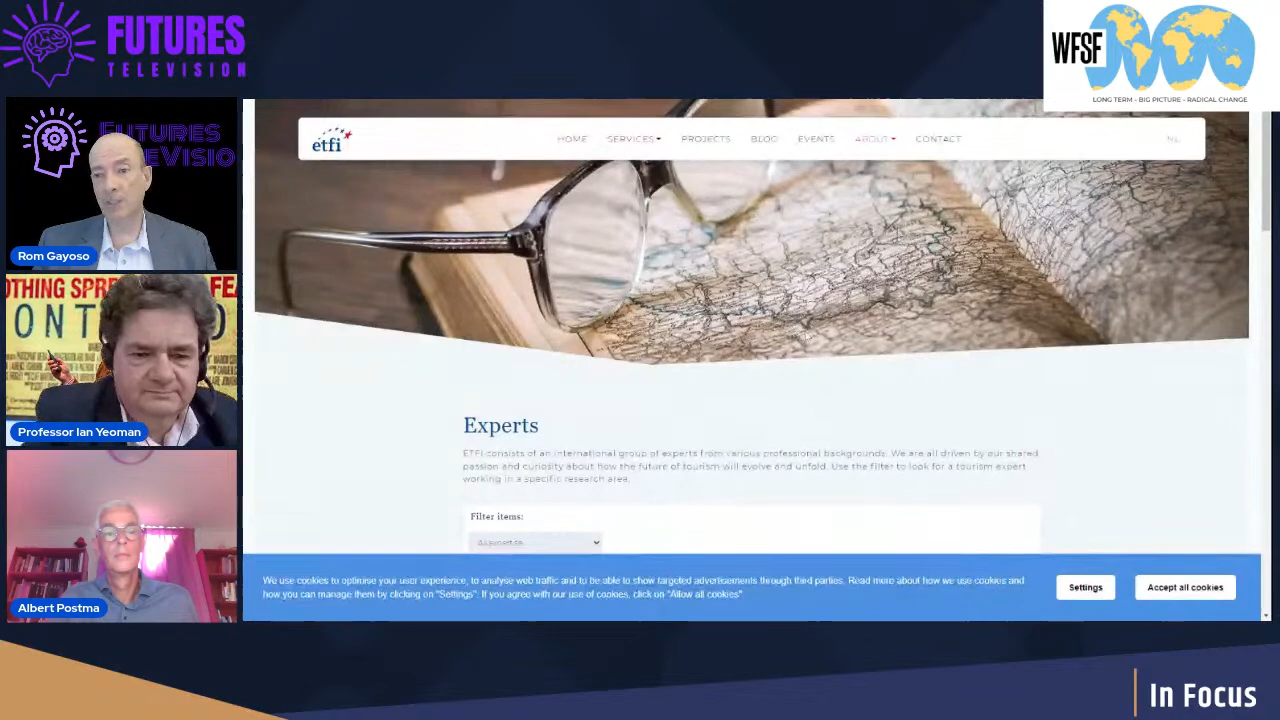 FUTURES
TELEVISION
WFSF
LONG TERM - BIG PICTURE - RADICAL CHANGE
FUTURES
Rom Gayoso
OTHING SPRE
FEA
ONT
Professor Ian Yeoman
Albert Postma
etfi
HOME SERVICES PROJECTS BLOG EVENTS ABOUT CONTACT NL
Experts
ETFI consists of an international group of experts from various professional backgrounds. We are all driven by our shared
passion and curiosity about how the future of tourism will evolve and unfold. Use the filter to look for a tourism expert
working in a specific research area.
Filter items:
We use cookies to optimise your user experience, to analyse web traffic and to be able to show targeted advertisements through third parties. Read more about how we use cookies and
how you can manage them by clicking on "Settings". If you agree with our use of cookies, click on "Allow all cookies"
Settings
Accept all cookies
In Focus